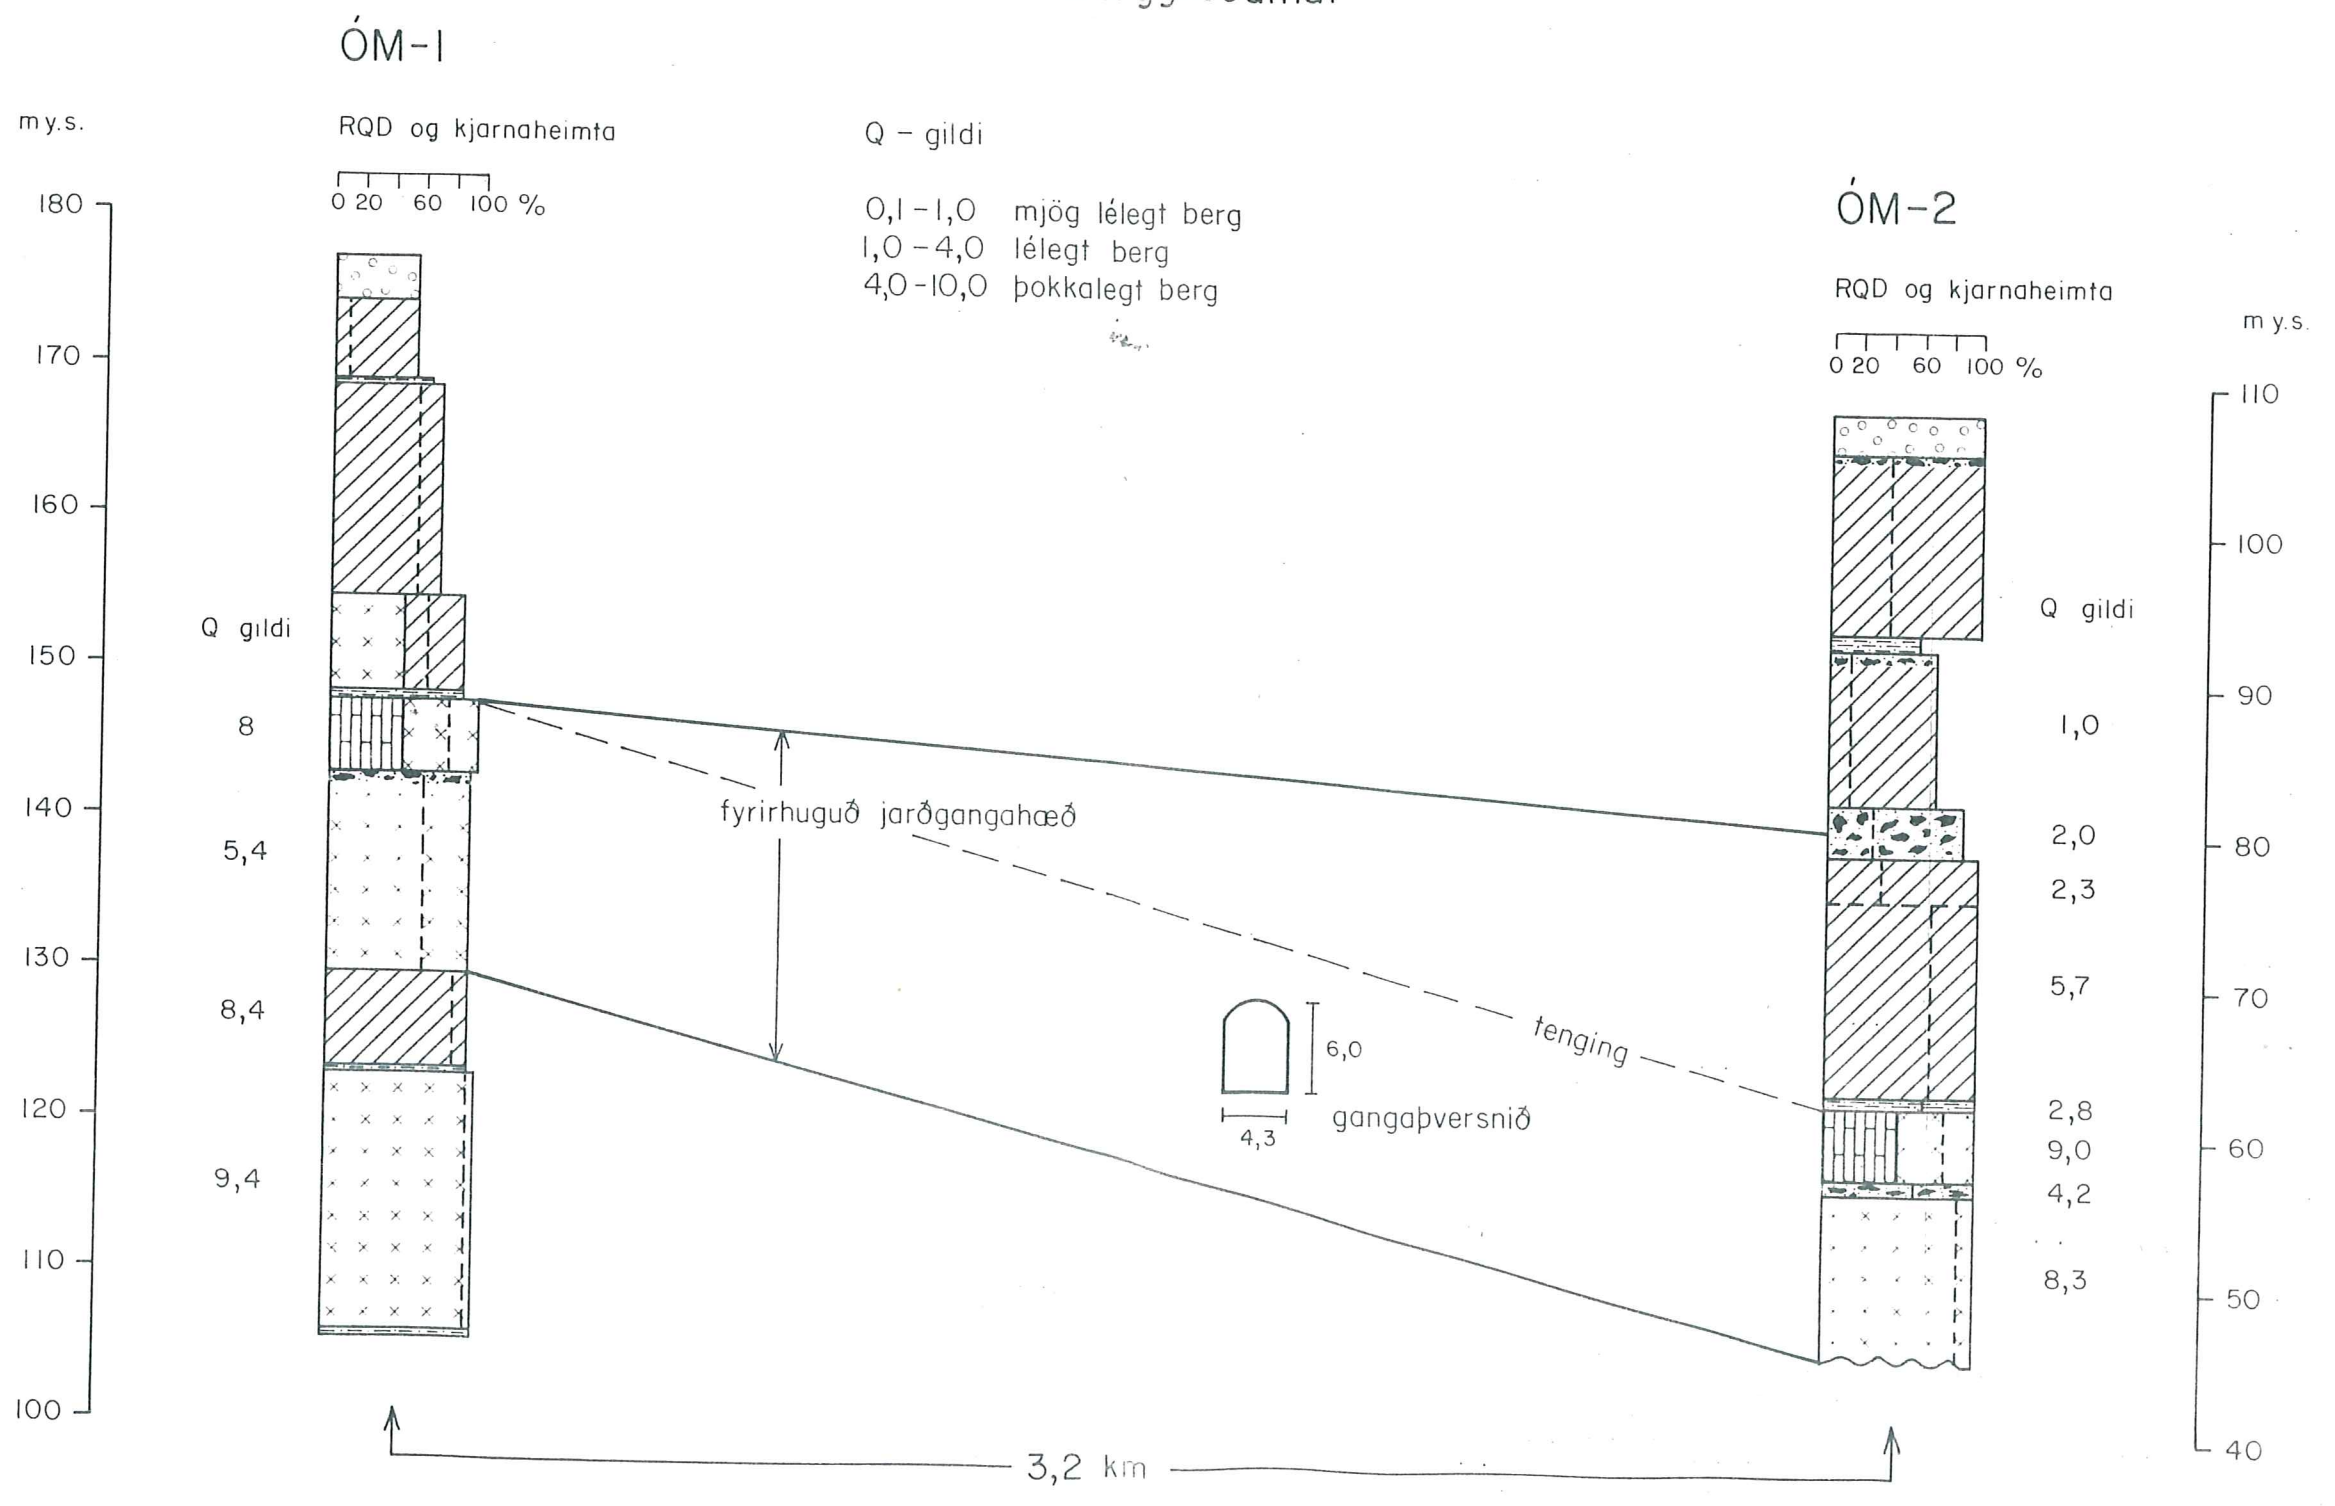 ÓM-1
m y.s.
RQD og kjarnaheimta
0 20 60 100 %
Q - gildi
0,1-1,0 mjög lélegt berg
1,0-4,0 lélegt berg
4,0-10,0 þokkalegt berg
ÓM-2
RQD og kjarnaheimta
0 20 60 100 %
m y.s.
180
170
160
150
140
130
120
110
100
Q gildi
8
5,4
8,4
9,4
fyrirhuguð jarðgangahæð
tenging
6,0
4,3
gangaþversnið
Q gildi
1,0
2,0
2,3
5,7
2,8
9,0
4,2
8,3
110
100
90
80
70
60
50
40
3,2 km